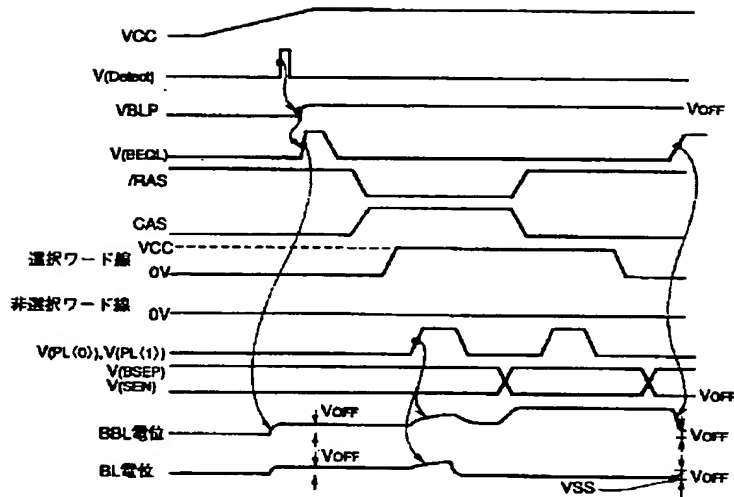 VCC
V(Detect)
VBLP
VOFF
V(BEQL)
/RAS
CAS
VCC
選択ワード線
0V
非選択ワード線
0V
V(PL⟨0⟩),V(PL⟨1⟩)
V(BSEP)
V(SEN)
VOFF
VOFF
BBL電位
VOFF
VOFF
BL電位
VOFF
VSS